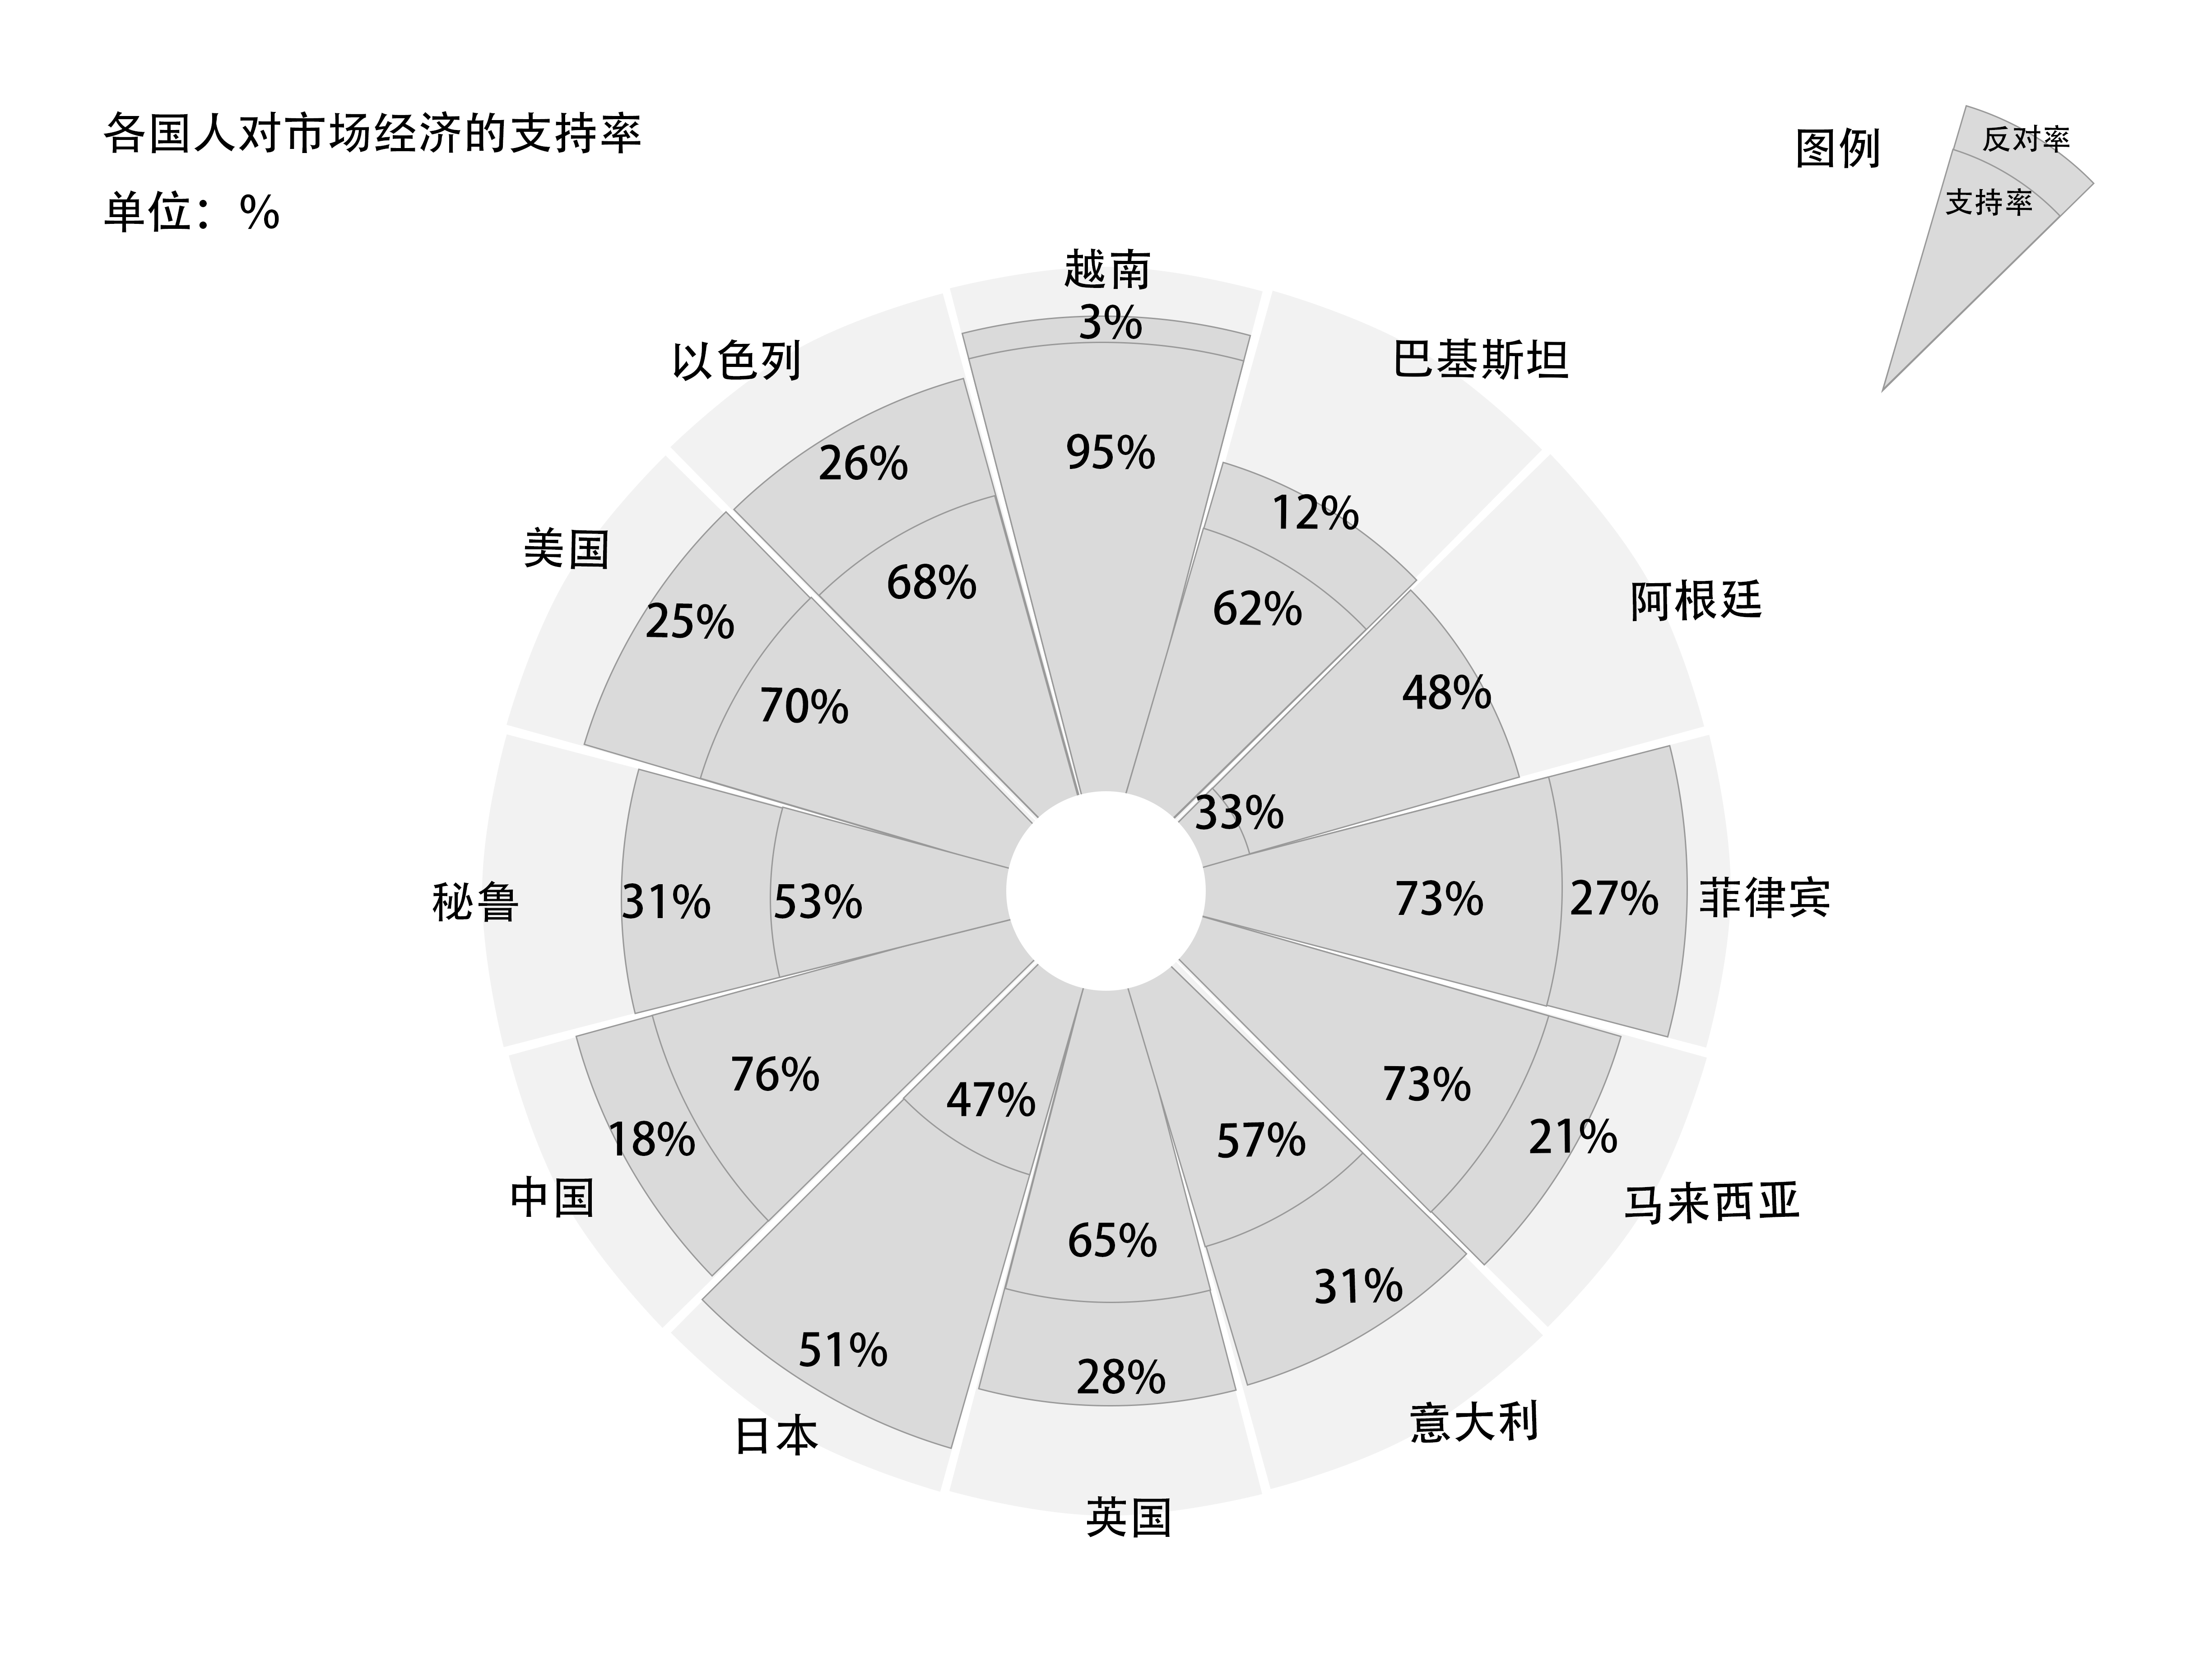 各国人对市场经济的支持率
单位：%
图例
反对率
支持率
越南
3%
95%
巴基斯坦
12%
62%
阿根廷
48%
33%
菲律宾
73%
27%
马来西亚
73%
21%
意大利
57%
31%
英国
65%
28%
日本
47%
51%
中国
76%
18%
秘鲁
31%
53%
美国
25%
70%
以色列
26%
68%